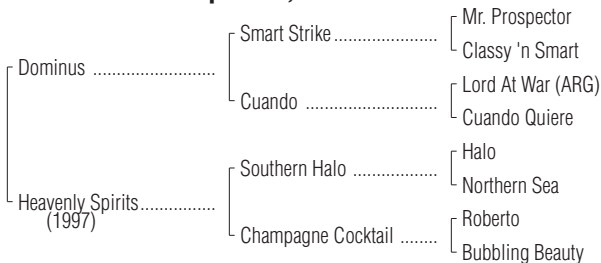 Mr. Prospector
Smart Strike.....................
Classy 'n Smart
Dominus .........................
Lord At War (ARG)
Cuando ...........................
Cuando Quiere
Halo
Southern Halo .................
Northern Sea
Heavenly Spirits...............
(1997)
Roberto
Champagne Cocktail ........
Bubbling Beauty